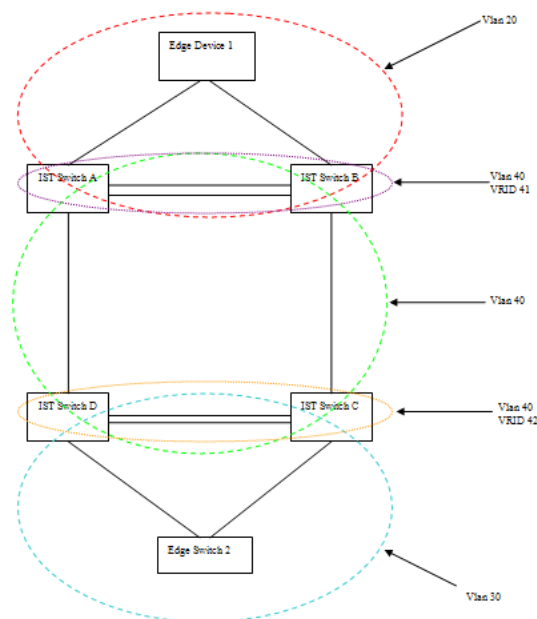 Vlan 20
Edge Device 1
IST Switch A
IST Switch B
Vlan 40
VRID 41
Vlan 40
IST Switch D
IST Switch C
Vlan 40
VRID 42
Edge Switch 2
Vlan 30